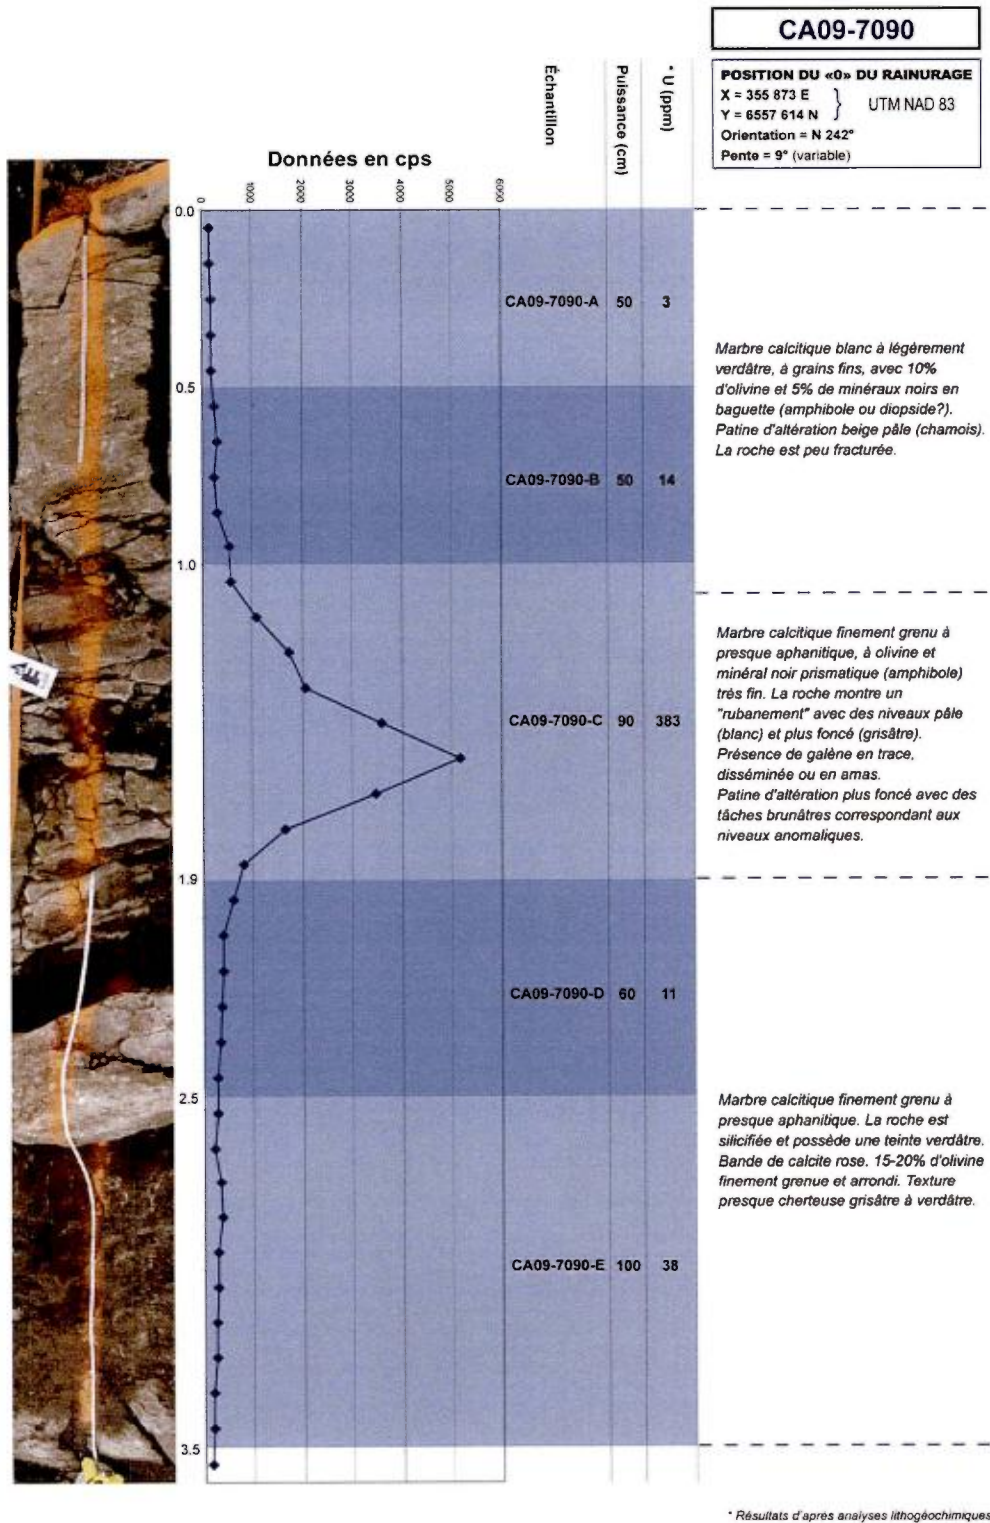 CA09-7090
POSITION DU «0» DU RAINURAGE
X = 355 873 E
Y = 6557 614 N
UTM NAD 83
Orientation = N 242°
Pente = 9° (variable)
Échantillon
Puissance (cm)
* U (ppm)
Données en cps
0
1000
2000
3000
4000
5000
6000
0.0
CA09-7090-A 50 3
Marbre calcitique blanc à légèrement
verdâtre, à grains fins, avec 10%
d'olivine et 5% de minéraux noirs en
baguette (amphibole ou diopside?).
Patine d'altération beige pâle (chamois).
La roche est peu fracturée.
0.5
CA09-7090-B 50 14
1.0
Marbre calcitique finement grenu à
presque aphanitique, à olivine et
minéral noir prismatique (amphibole)
très fin. La roche montre un
"rubanement" avec des niveaux pâle
(blanc) et plus foncé (grisâtre).
Présence de galène en trace,
disséminée ou en amas.
Patine d'altération plus foncé avec des
tâches brunâtres correspondant aux
niveaux anomaliques.
CA09-7090-C 90 383
1.9
CA09-7090-D 60 11
2.5
Marbre calcitique finement grenu à
presque aphanitique. La roche est
silicifiée et possède une teinte verdâtre.
Bande de calcite rose. 15-20% d'olivine
finement grenue et arrondi. Texture
presque cherteuse grisâtre à verdâtre.
CA09-7090-E 100 38
3.5
* Résultats d'après analyses lithogéochimiques